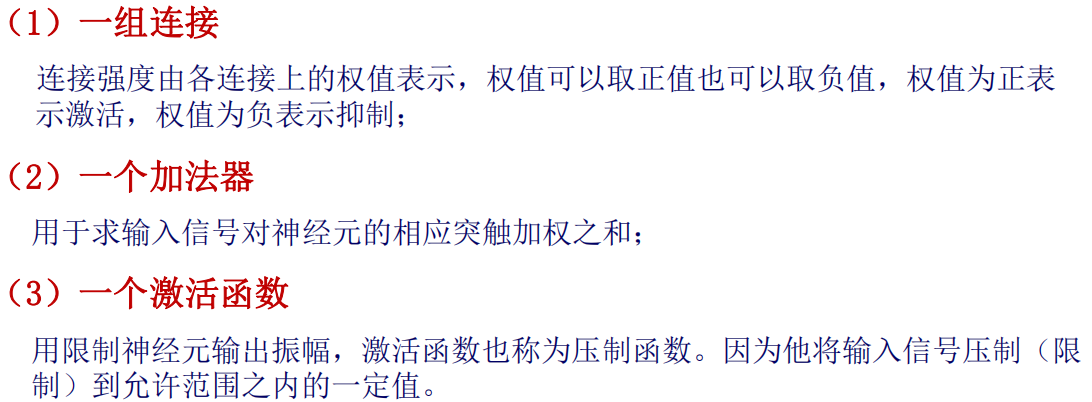 （1）一组连接
连接强度由各连接上的权值表示，权值可以取正值也可以取负值，权值为正表
示激活，权值为负表示抑制；
（2）一个加法器
用于求输入信号对神经元的相应突触加权之和；
（3）一个激活函数
用限制神经元输出振幅，激活函数也称为压制函数。因为他将输入信号压制（限
制）到允许范围之内的一定值。